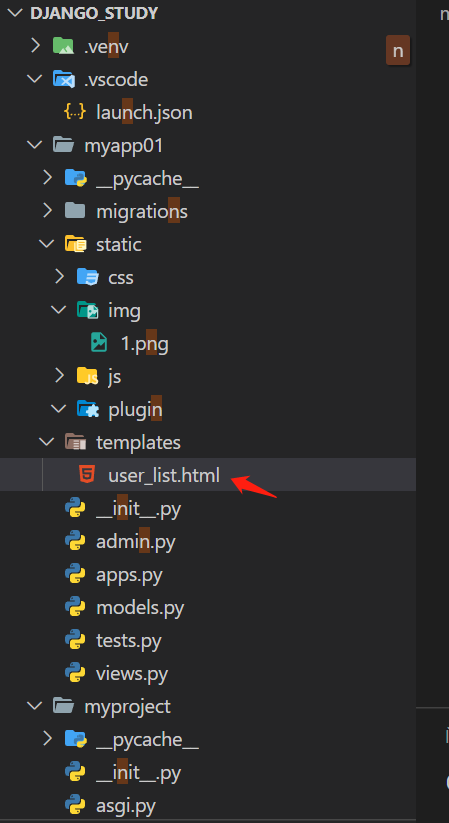 DJANGO_STUDY
.venv
n
.vscode
launch.json
myapp01
__pycache__
migrations
static
css
img
1.png
js
plugin
templates
user_list.html
__init__.py
admin.py
apps.py
models.py
tests.py
views.py
myproject
__pycache__
__init__.py
asgi.py